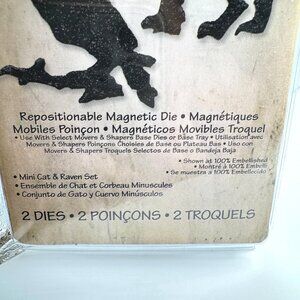 Repositionable Magnetic Die • Magnétiques
Mobiles Poinçon • Magnéticos Movibles Troquel
• Use With Select Movers & Shapers Base Dies or Base Tray • Utilisation avec
Movers & Shapers Poinçons Choisies de Base ou Plateau Bas • Uso con
Movers & Shapers Troquels Selectos de Base o Bandeja Baja
• Shown at 100% Embellished
• Montré à 100% Embelli
• Se muestra a 100% Embellecido
• Mini Cat & Raven Set
• Ensemble de Chat et Corbeau Minuscules
• Conjunto de Gato y Cuervo Minúsculos
2 DIES • 2 POINÇONS • 2 TROQUELS